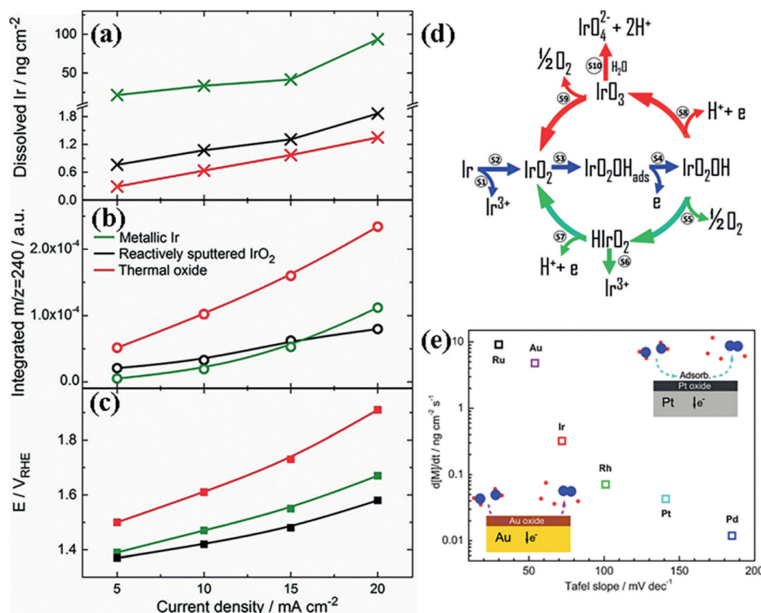 (a)
Dissolved Ir / ng cm⁻²
100
75
50
25
1.8
1.2
0.6
0.0
(b)
Metallic Ir
Reactively sputtered IrO₂
Thermal oxide
Integrated m/z=240 / a.u.
2.0x10⁻⁴
1.0x10⁻⁴
0.0
(c)
E / V_RHE
1.8
1.6
1.4
5 10 15 20
Current density / mA cm⁻²
(d)
IrO₄²⁻ + 2H⁺
S10 H₂O
½O₂
S9
IrO₃
S8
H⁺+ e
Ir S2 IrO₂ S3 IrO₂OH_ads S4 IrO₂OH
S1
Ir³⁺
e
S5
½O₂
S7
HIrO₂
H⁺+ e
S6
Ir³⁺
(e)
d[M]/dt / ng cm⁻² s⁻¹
10
1
0.1
0.01
Ru
Au
Ir
Rh
Pt
Pd
Adsorb.
Pt oxide
Pt e⁻
Au oxide
Au e⁻
0 50 100 150 200
Tafel slope / mV dec⁻¹